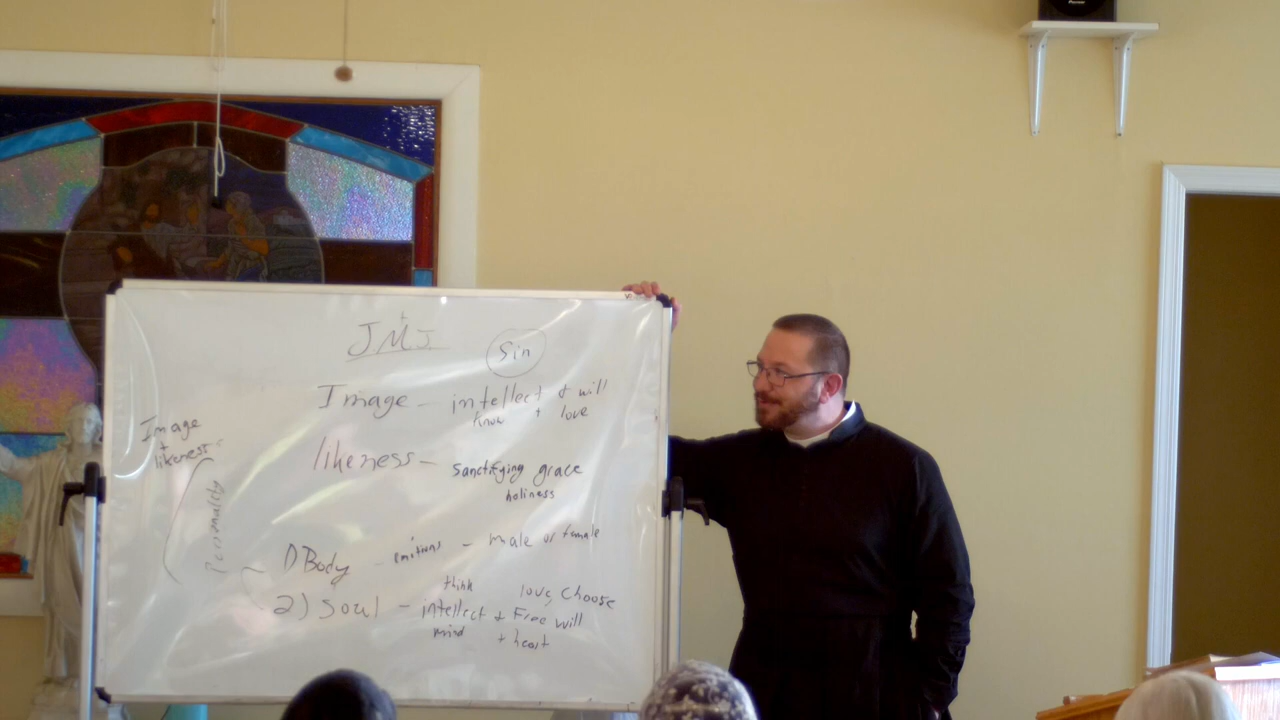 JMJ
Sin
Image – intellect & will
know + love
Image
+
likeness
likeness – sanctifying grace
holiness
Personality
1) Body - emotions – male or female
think love, choose
2) Soul – intellect & Free will
mind + heart